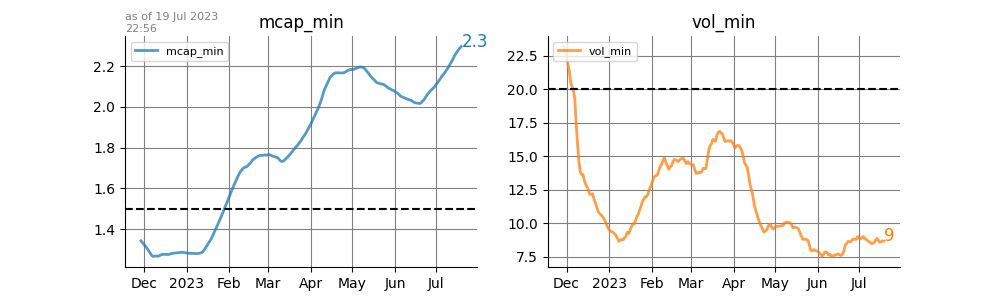 as of 19 Jul 2023
22:56
mcap_min
mcap_min
2.3
2.2
2.0
1.8
1.6
1.4
Dec 2023 Feb Mar Apr May Jun Jul
vol_min
vol_min
22.5
20.0
17.5
15.0
12.5
10.0
7.5
9
Dec 2023 Feb Mar Apr May Jun Jul